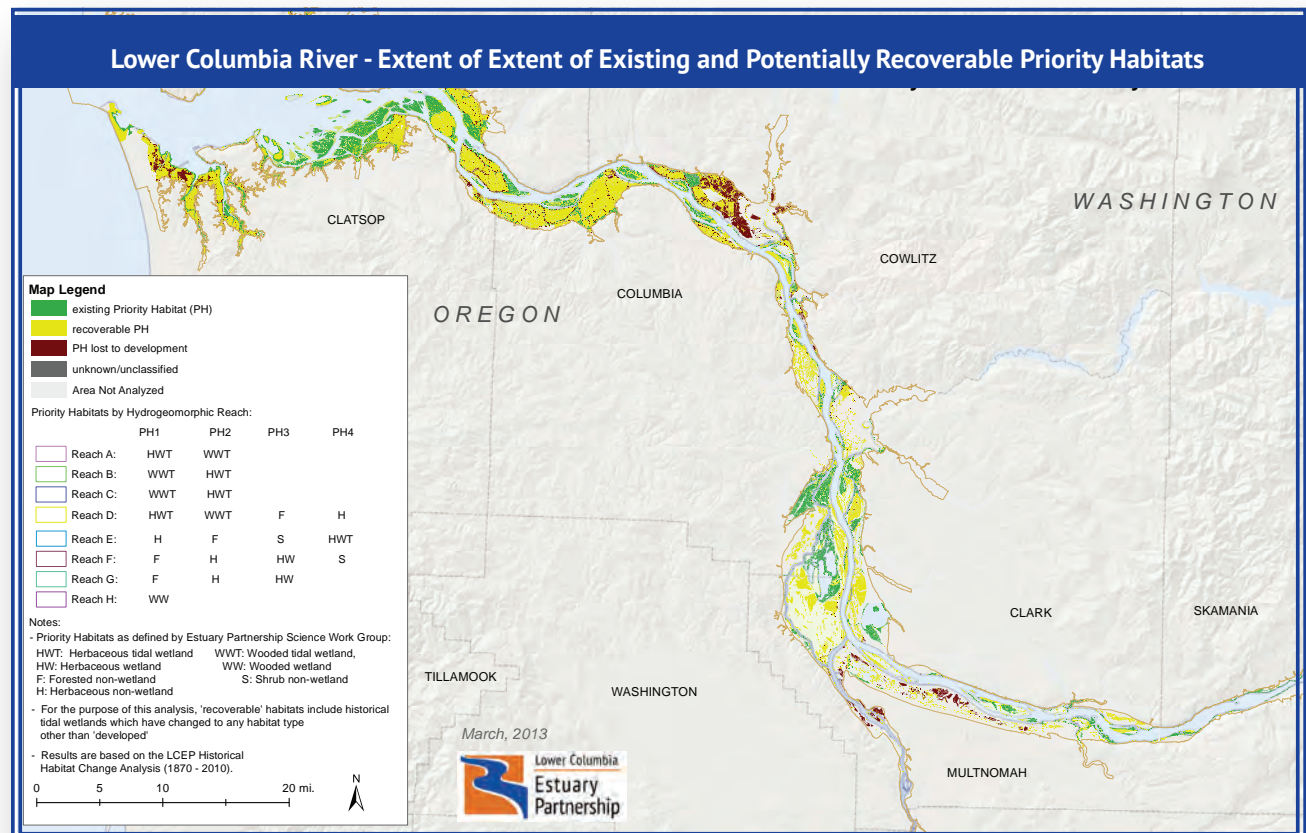 Lower Columbia River - Extent of Extent of Existing and Potentially Recoverable Priority Habitats
WASHINGTON
CLATSOP
COWLITZ
COLUMBIA
OREGON
Map Legend
existing Priority Habitat (PH)
recoverable PH
PH lost to development
unknown/unclassified
Area Not Analyzed
Priority Habitats by Hydrogeomorphic Reach:
PH1 PH2 PH3 PH4
Reach A: HWT WWT
Reach B: WWT HWT
Reach C: WWT HWT
Reach D: HWT WWT F H
Reach E: H F S HWT
Reach F: F H HW S
Reach G: F H HW
Reach H: WW
Notes:
- Priority Habitats as defined by Estuary Partnership Science Work Group:
HWT: Herbaceous tidal wetland WWT: Wooded tidal wetland,
HW: Herbaceous wetland WW: Wooded wetland
F: Forested non-wetland S: Shrub non-wetland
H: Herbaceous non-wetland
- For the purpose of this analysis, 'recoverable' habitats include historical
tidal wetlands which have changed to any habitat type
other than 'developed'
- Results are based on the LCEP Historical
Habitat Change Analysis (1870 - 2010).
0 5 10 20 mi.
N
CLARK
SKAMANIA
TILLAMOOK
WASHINGTON
March, 2013
Lower Columbia
Estuary
Partnership
MULTNOMAH